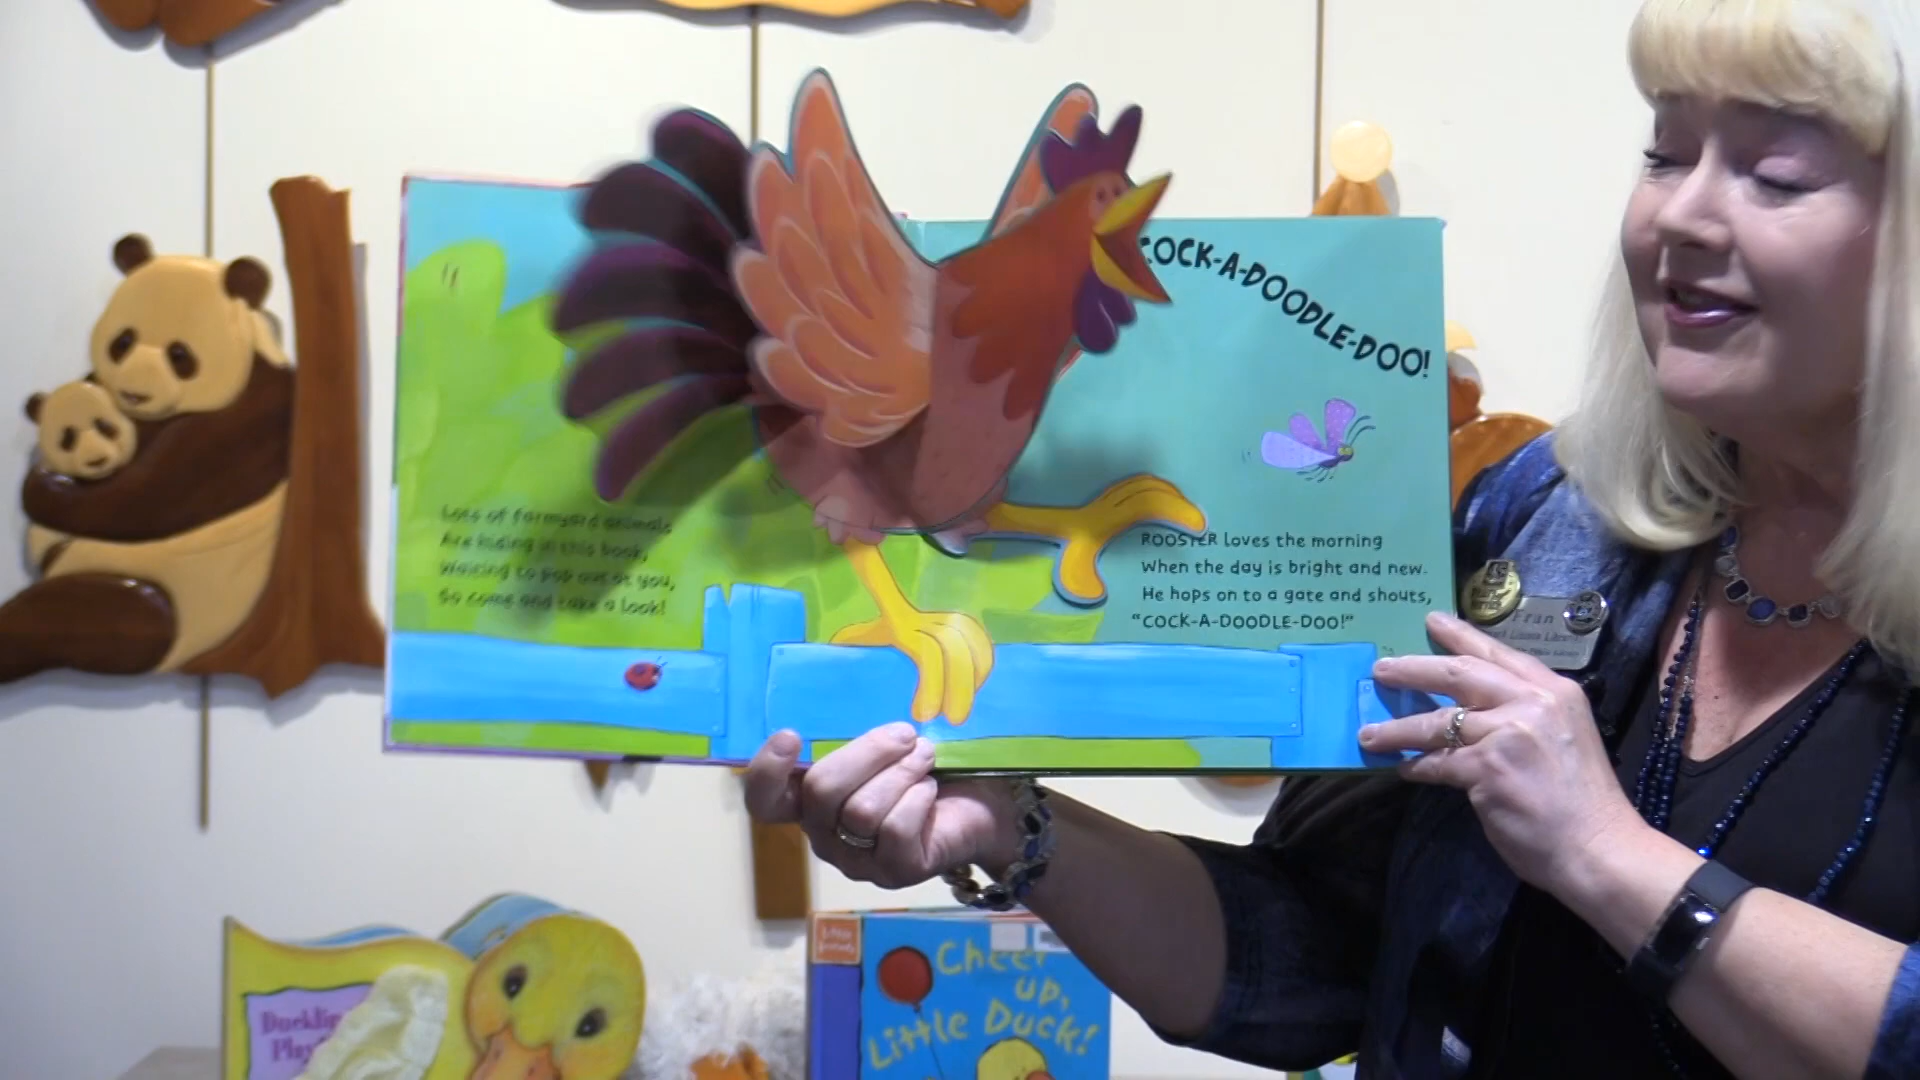 COCK-A-DOODLE-DOO!
Lots of farmyard animals
Are hiding in this book,
Waiting to pop out at you,
So come and take a look!
ROOSTER loves the morning
When the day is bright and new.
He hops on to a gate and shouts,
"COCK-A-DOODLE-DOO!"
Fran
Cheer
up,
Little Duck!